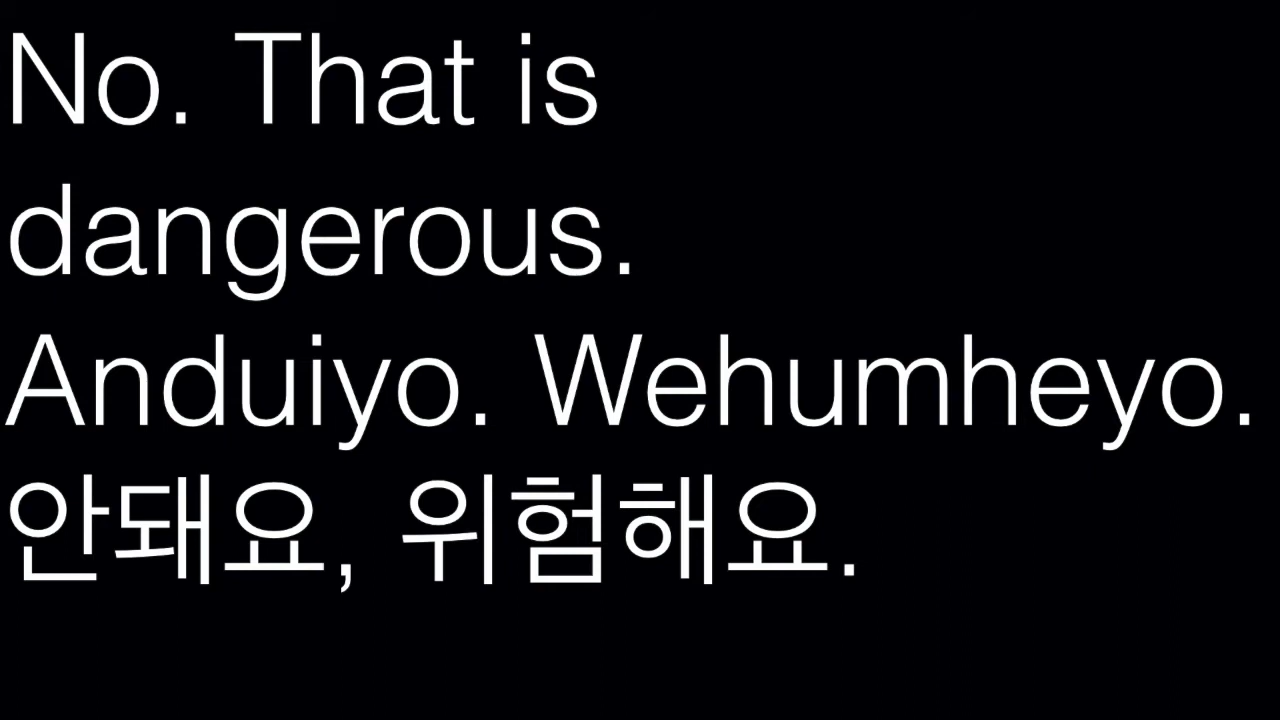 No. That is
dangerous.
Anduiyo. Wehumheyo.
안돼요, 위험해요.